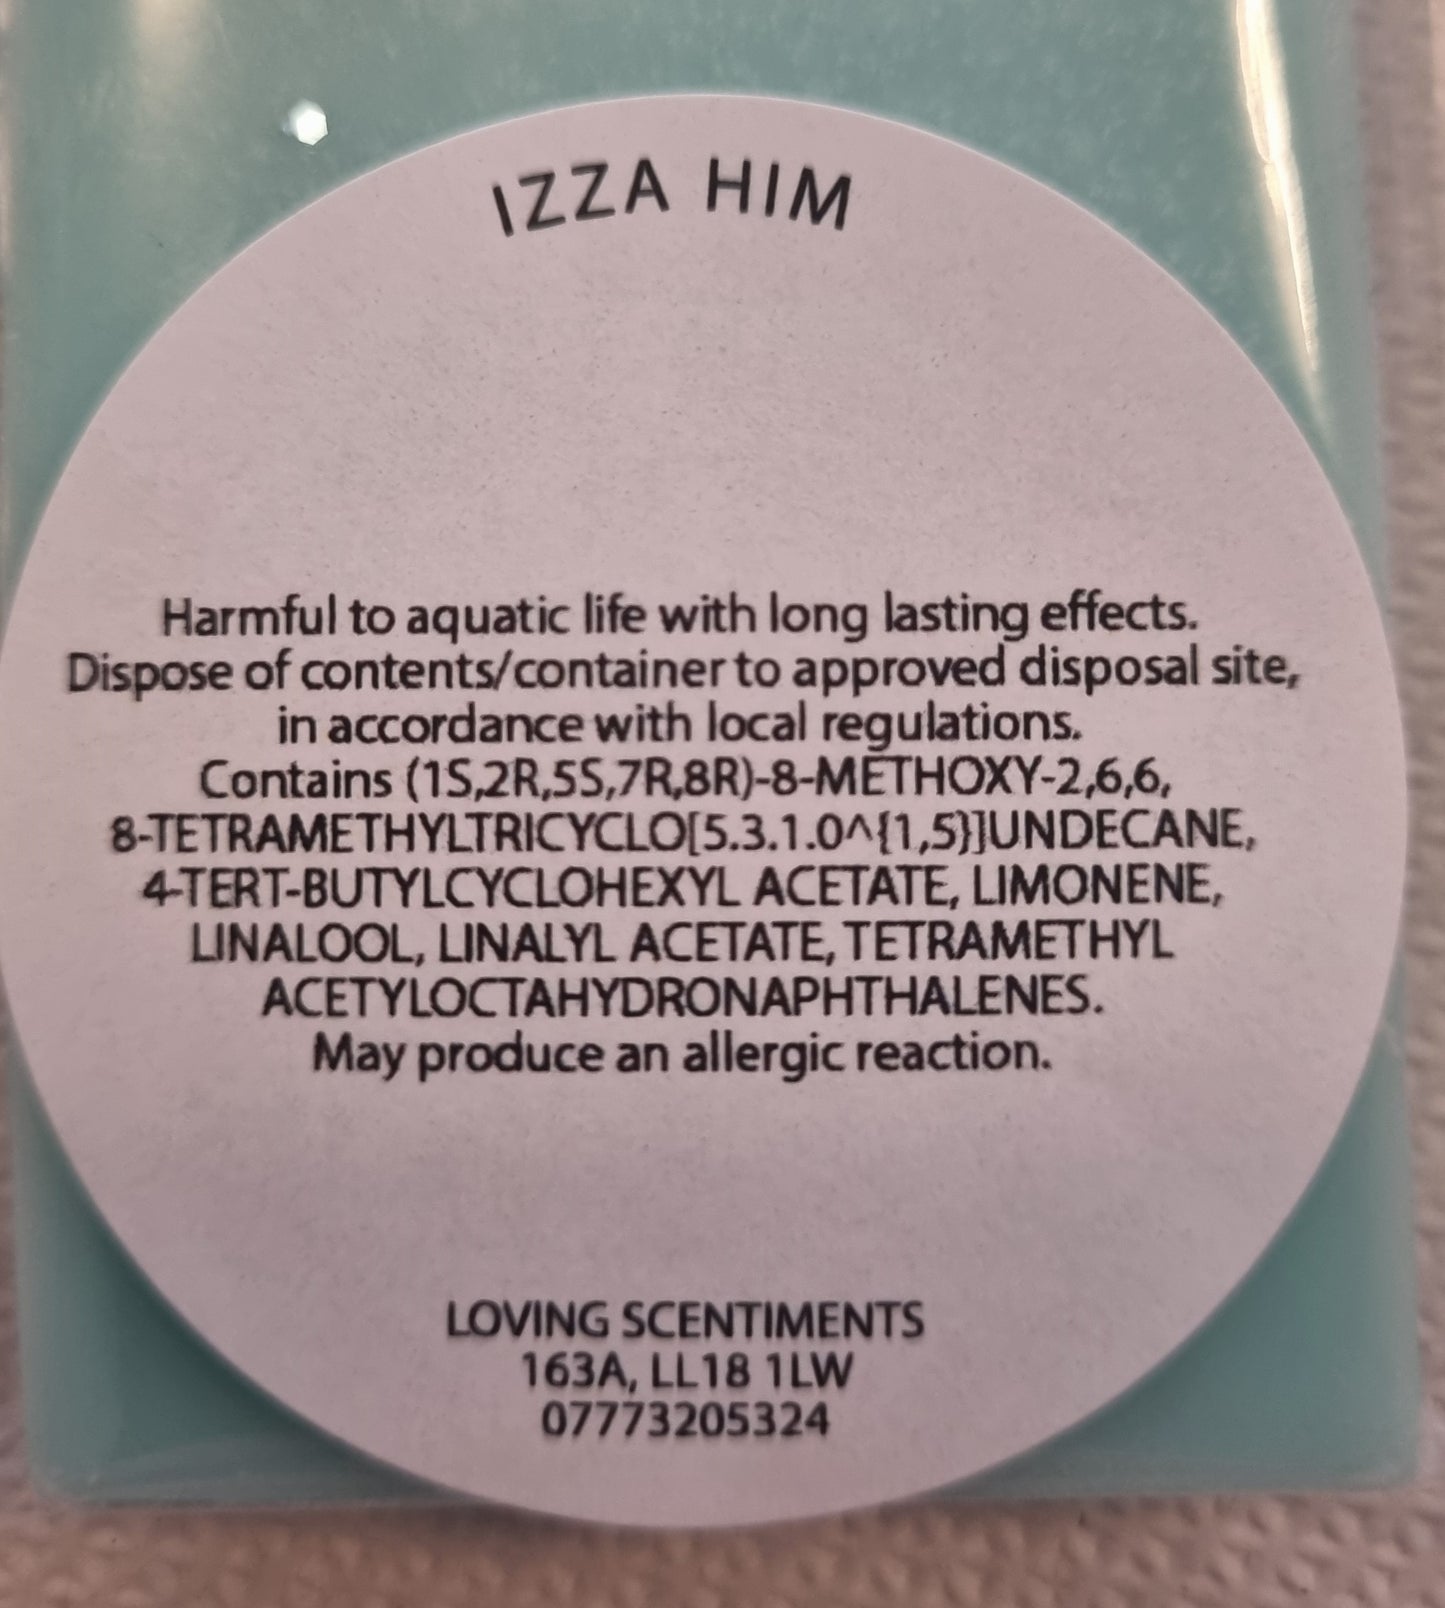 IZZA HIM
Harmful to aquatic life with long lasting effects.
Dispose of contents/container to approved disposal site,
in accordance with local regulations.
Contains (1S,2R,5S,7R,8R)-8-METHOXY-2,6,6,
8-TETRAMETHYLTRICYCLO[5.3.1.0^{1,5}]UNDECANE,
4-TERT-BUTYLCYCLOHEXYL ACETATE, LIMONENE,
LINALOOL, LINALYL ACETATE, TETRAMETHYL
ACETYLOCTAHYDRONAPHTHALENES.
May produce an allergic reaction.
LOVING SCENTIMENTS
163A, LL18 1LW
07773205324